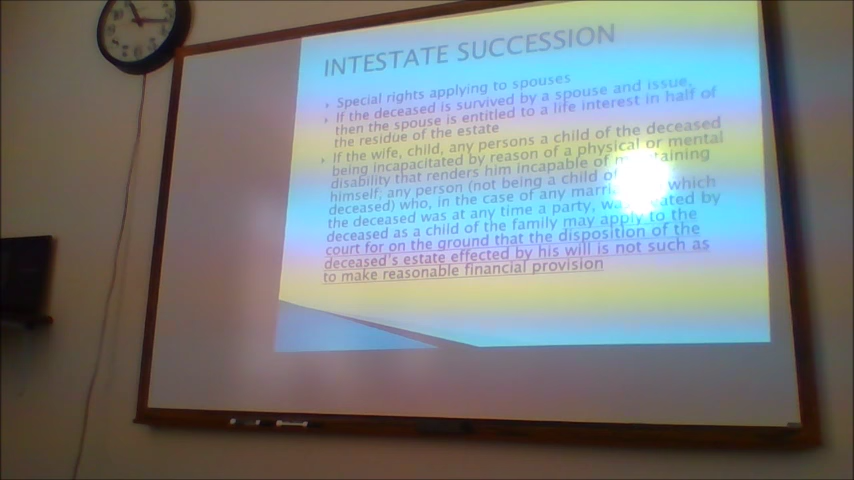 INTESTATE SUCCESSION
Special rights applying to spouses
If the deceased is survived by a spouse and issue,
then the spouse is entitled to a life interest in half of
the residue of the estate
If the wife, child, any persons a child of the deceased
being incapacitated by reason of a physical or mental
disability that renders him incapable of
himself; any person (not being a child of
deceased) who, in the case of any which
the deceased was at any time a party, by
deceased as a child of the family may apply to the
court for on the ground that the disposition of the
deceased's estate effected by his will is not such as
to make reasonable financial provision